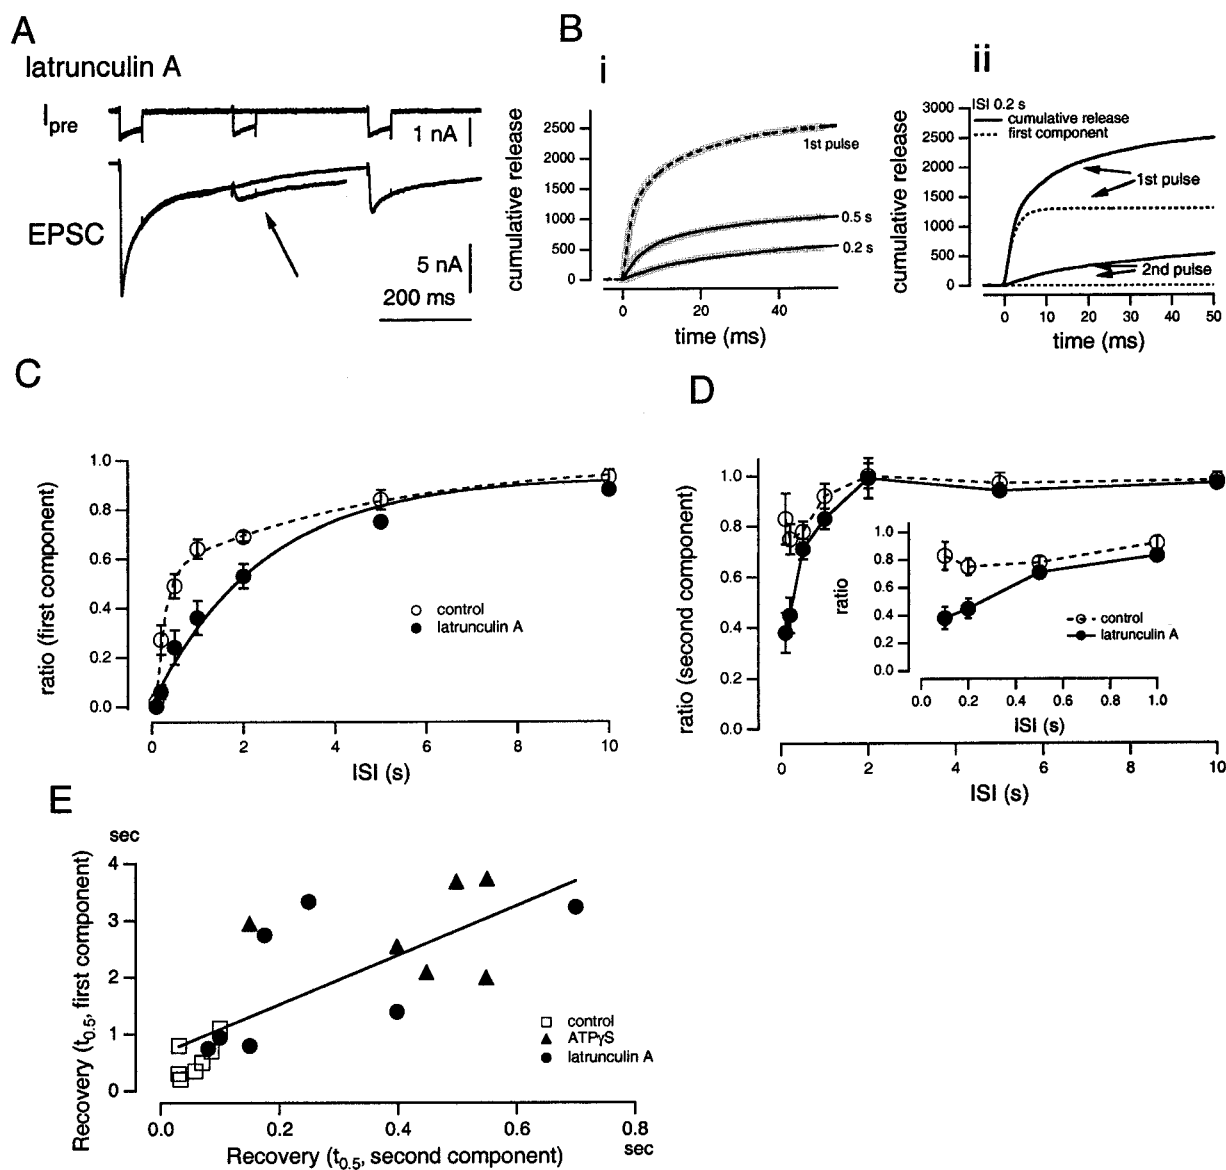 A
latrunculin A
Ipre
1 nA
EPSC
5 nA
200 ms
B
i
cumulative release
2500
2000
1500
1000
500
0
1st pulse
0.5 s
0.2 s
0 20 40
time (ms)
ii
cumulative release
ISI 0.2 s
3000
2500
2000
1500
1000
500
0
cumulative release
first component
1st pulse
2nd pulse
0 10 20 30 40 50
time (ms)
C
ratio (first component)
1.0
0.8
0.6
0.4
0.2
0.0
control
latrunculin A
0 2 4 6 8 10
ISI (s)
D
ratio (second component)
1.0
0.8
0.6
0.4
0.2
0.0
ratio
1.0
0.8
0.6
0.4
0.2
0.0
control
latrunculin A
0.0 0.2 0.4 0.6 0.8 1.0
ISI (s)
0 2 4 6 8 10
ISI (s)
E
sec
Recovery (t0.5, first component)
4
3
2
1
0
control
ATPγS
latrunculin A
0.0 0.2 0.4 0.6 0.8
sec
Recovery (t0.5, second component)